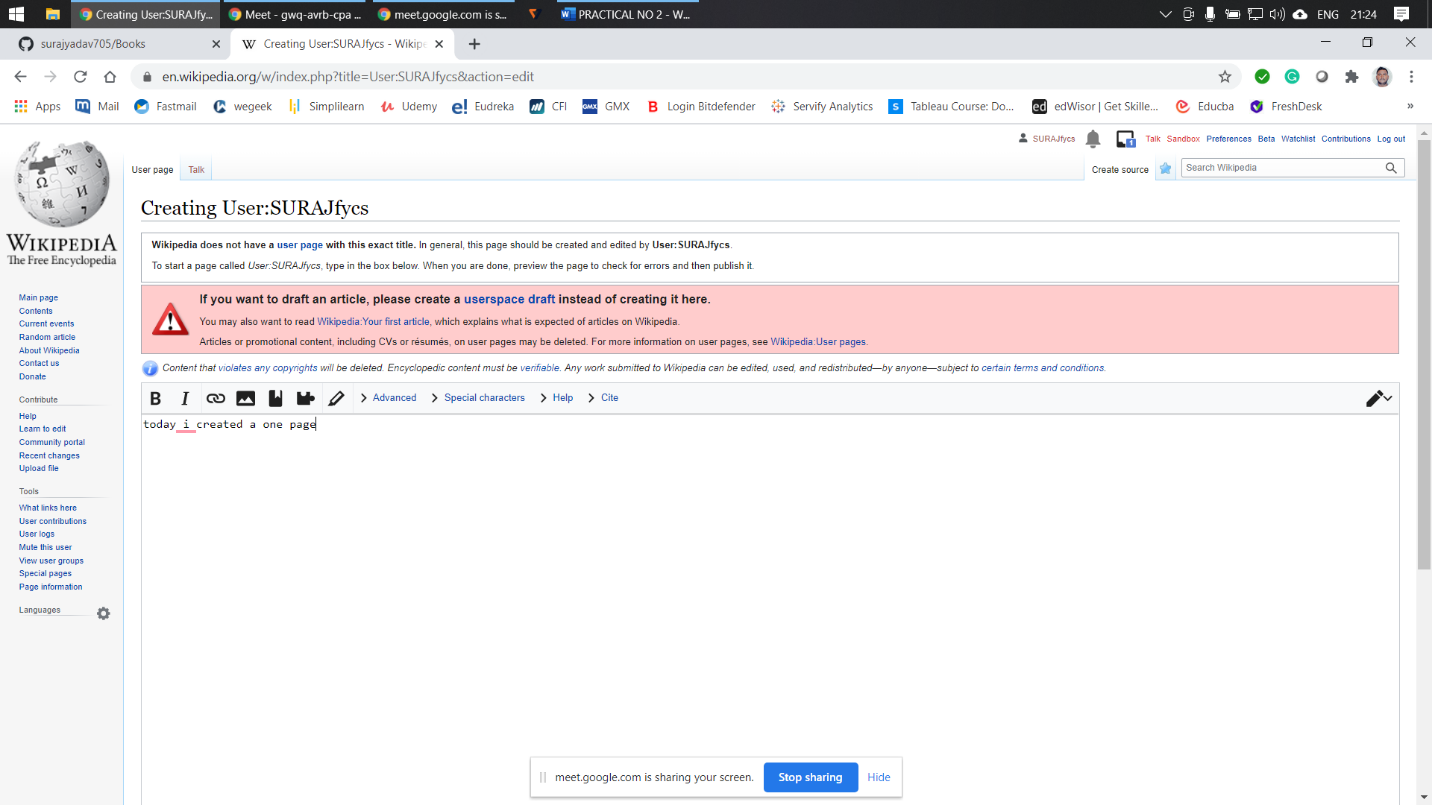 Creating User:SURAJfy...
Meet - gwq-avrb-cpa ...
meet.google.com is s...
PRACTICAL NO 2 - W...
ENG
21:24
surajyadav705/Books
Creating User:SURAJfycs - Wikipe
en.wikipedia.org/w/index.php?title=User:SURAJfycs&action=edit
Apps
Mail
Fastmail
wegeek
Simplilearn
Udemy
Eudreka
CFI
GMX
Login Bitdefender
Servify Analytics
Tableau Course: Do...
edWisor | Get Skille...
Educba
FreshDesk
»
SURAJfycs
1
Talk
Sandbox
Preferences
Beta
Watchlist
Contributions
Log out
User page
Talk
Create source
Search Wikipedia
WIKIPEDIA
The Free Encyclopedia
Main page
Contents
Current events
Random article
About Wikipedia
Contact us
Donate
Contribute
Help
Learn to edit
Community portal
Recent changes
Upload file
Tools
What links here
User contributions
User logs
Mute this user
View user groups
Special pages
Page information
Languages
Creating User:SURAJfycs
Wikipedia does not have a user page with this exact title. In general, this page should be created and edited by User:SURAJfycs.
To start a page called User:SURAJfycs, type in the box below. When you are done, preview the page to check for errors and then publish it.
If you want to draft an article, please create a userspace draft instead of creating it here.
You may also want to read Wikipedia:Your first article, which explains what is expected of articles on Wikipedia.
Articles or promotional content, including CVs or résumés, on user pages may be deleted. For more information on user pages, see Wikipedia:User pages.
Content that violates any copyrights will be deleted. Encyclopedic content must be verifiable. Any work submitted to Wikipedia can be edited, used, and redistributed—by anyone—subject to certain terms and conditions.
B
I
Advanced
Special characters
Help
Cite
today i created a one page
meet.google.com is sharing your screen.
Stop sharing
Hide